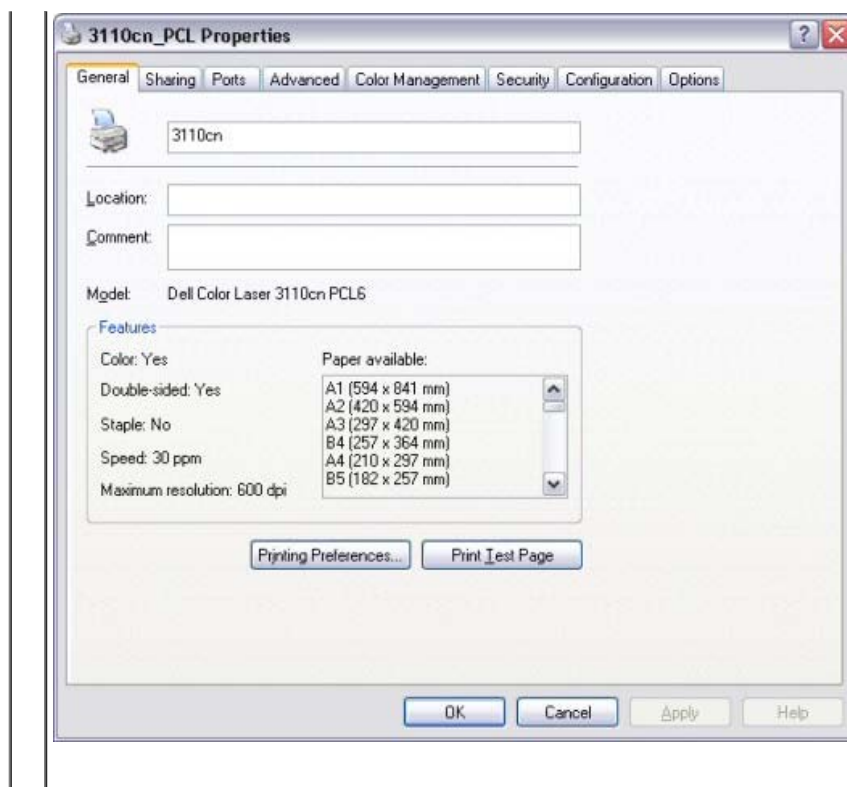 3110cn_PCL Properties
General Sharing Ports Advanced Color Management Security Configuration Options
3110cn
Location:
Comment:
Model: Dell Color Laser 3110cn PCL6
Features
Color: Yes
Double-sided: Yes
Staple: No
Speed: 30 ppm
Maximum resolution: 600 dpi
Paper available:
A1 (594 x 841 mm)
A2 (420 x 594 mm)
A3 (297 x 420 mm)
B4 (257 x 364 mm)
A4 (210 x 297 mm)
B5 (182 x 257 mm)
Printing Preferences... Print Test Page
OK Cancel Apply Help